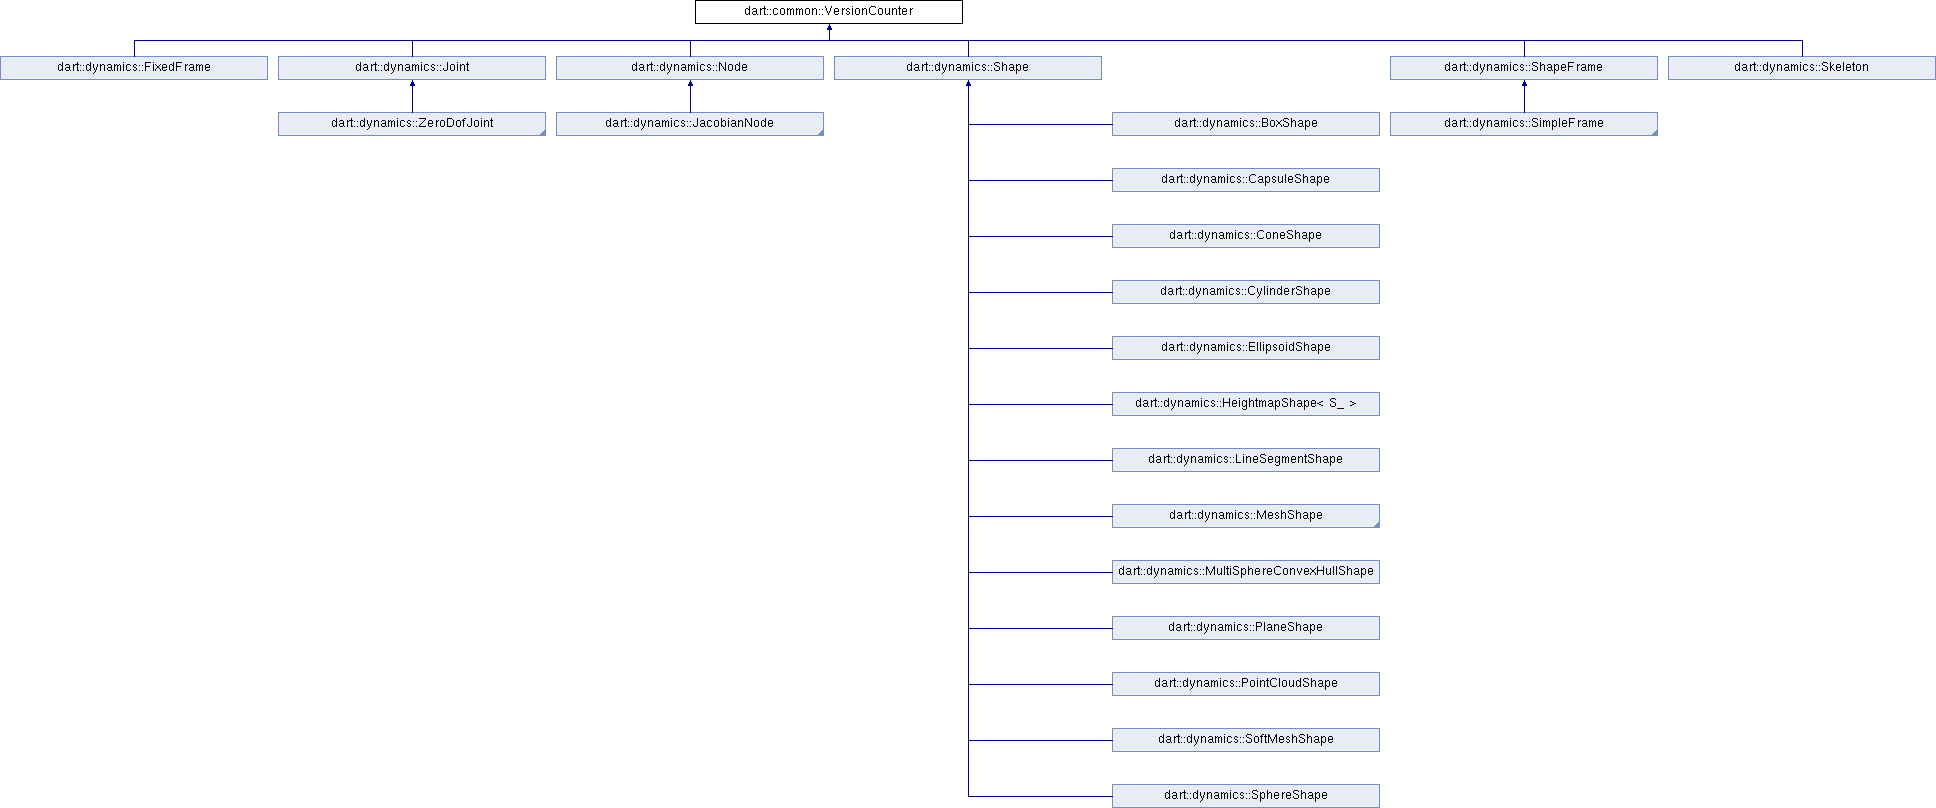 dart::common::VersionCounter
dart::dynamics::FixedFrame
dart::dynamics::Joint
dart::dynamics::Node
dart::dynamics::Shape
dart::dynamics::ShapeFrame
dart::dynamics::Skeleton
dart::dynamics::ZeroDofJoint
dart::dynamics::JacobianNode
dart::dynamics::BoxShape
dart::dynamics::SimpleFrame
dart::dynamics::CapsuleShape
dart::dynamics::ConeShape
dart::dynamics::CylinderShape
dart::dynamics::EllipsoidShape
dart::dynamics::HeightmapShape< S_ >
dart::dynamics::LineSegmentShape
dart::dynamics::MeshShape
dart::dynamics::MultiSphereConvexHullShape
dart::dynamics::PlaneShape
dart::dynamics::PointCloudShape
dart::dynamics::SoftMeshShape
dart::dynamics::SphereShape